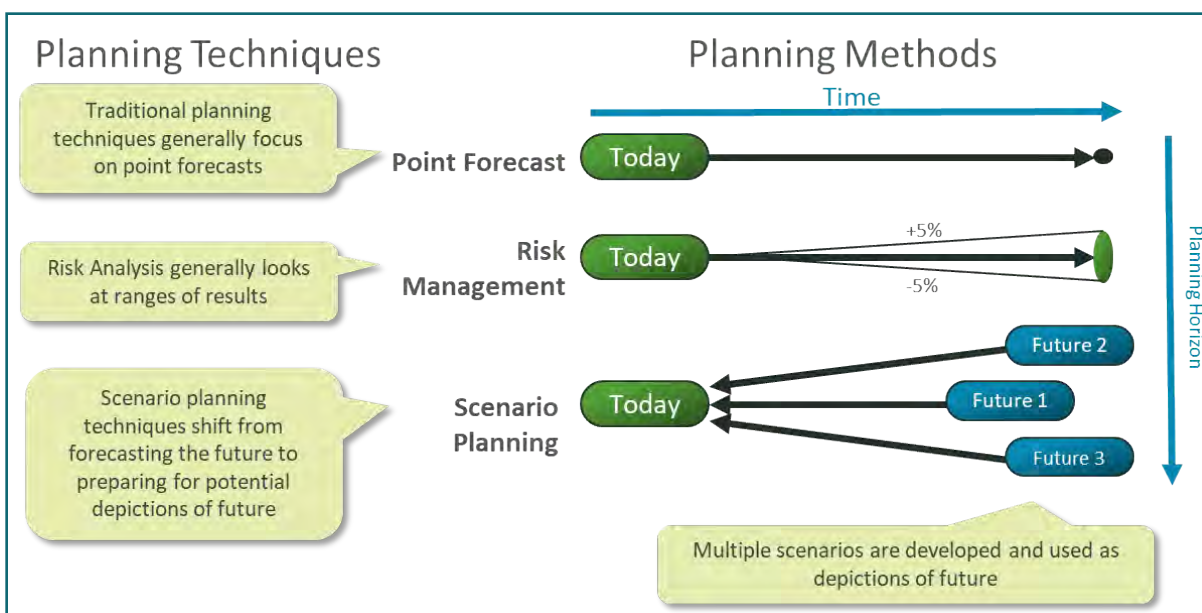 Planning Techniques
Planning Methods
Traditional planning
techniques generally focus
on point forecasts
Time
Point Forecast
Today
Risk Analysis generally looks
at ranges of results
Risk
Management
Today
+5%
-5%
Scenario planning
techniques shift from
forecasting the future to
preparing for potential
depictions of future
Scenario
Planning
Today
Future 2
Future 1
Future 3
Planning Horizon
Multiple scenarios are developed and used as
depictions of future